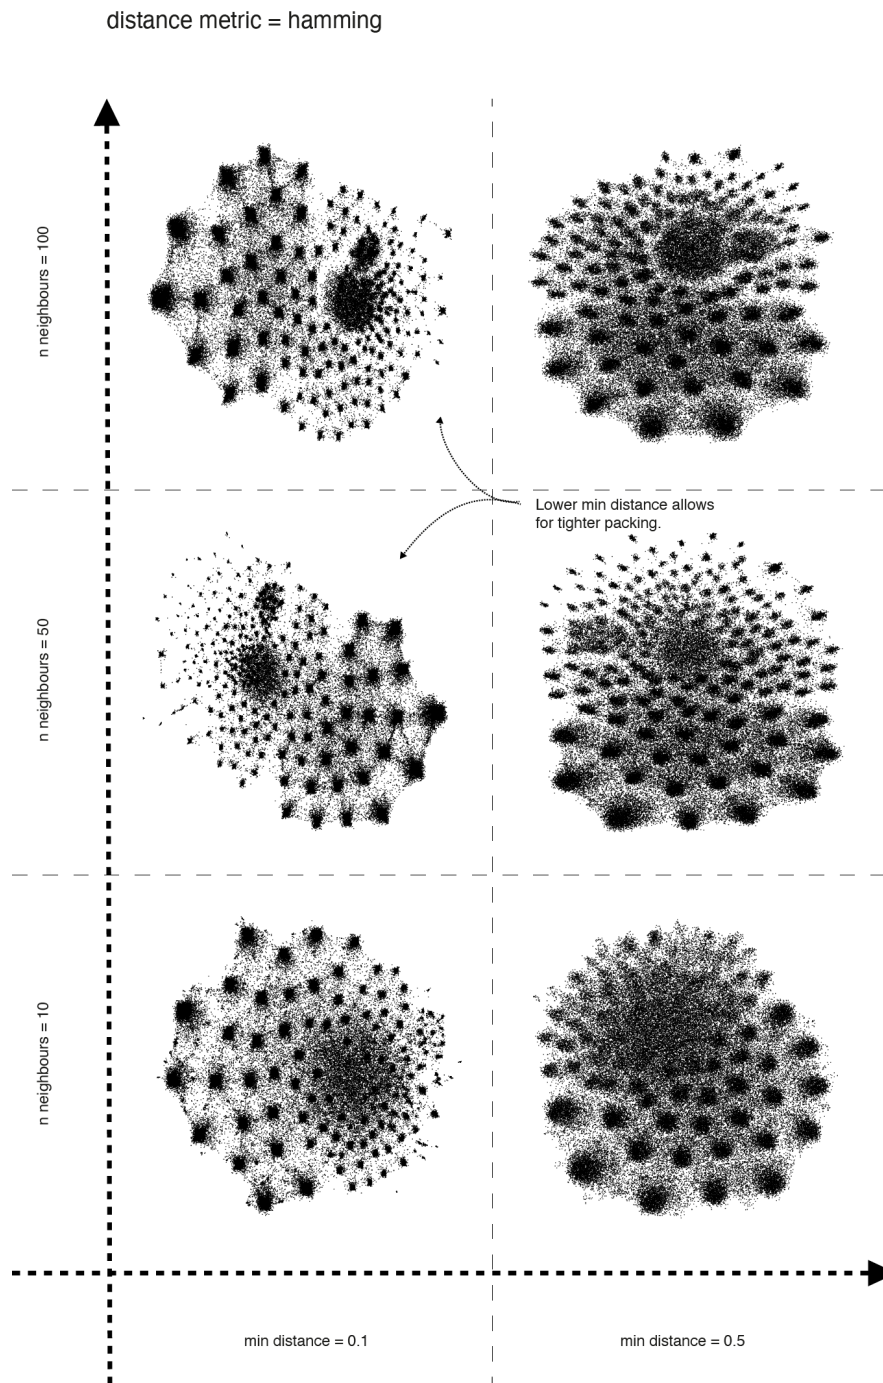 distance metric = hamming
n neighbours = 100
Lower min distance allows
for tighter packing.
n neighbours = 50
n neighbours = 10
min distance = 0.1
min distance = 0.5